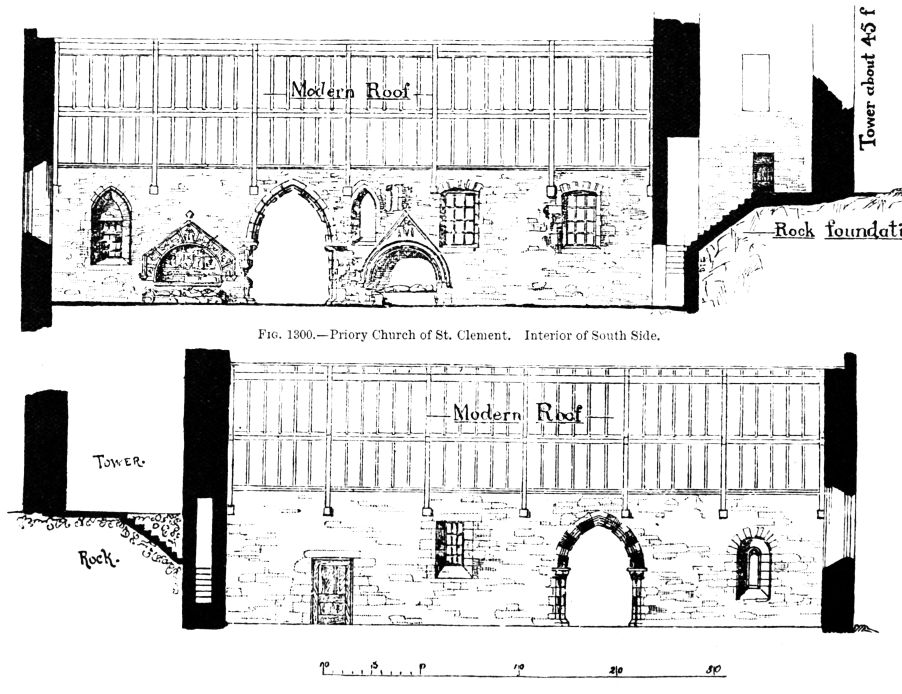 Modern Roof
Tower about 45 f
Rock foundati
FIG. 1300.—Priory Church of St. Clement. Interior of South Side.
Modern Roof
TOWER.
Rock.
10 5 0 10 20 30